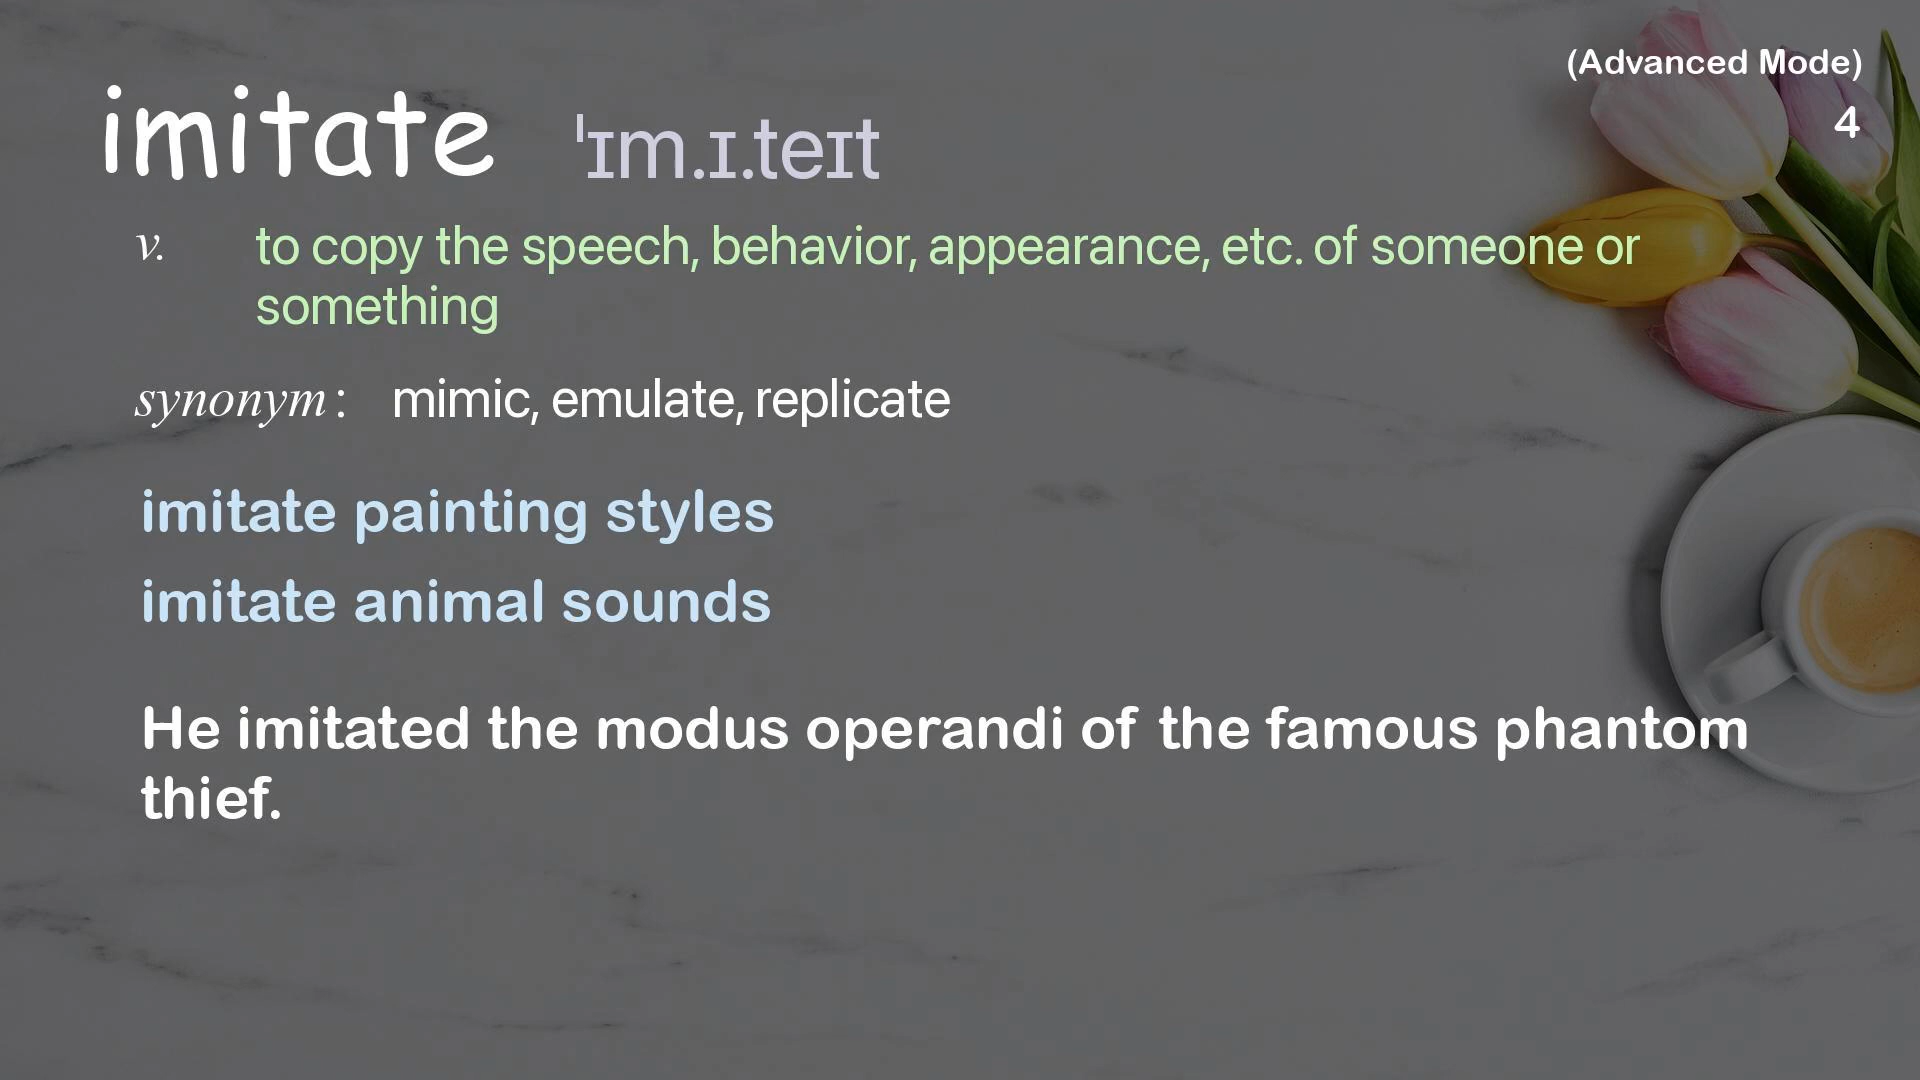 (Advanced Mode)
4
imitate ˈɪm.ɪ.teɪt
v. to copy the speech, behavior, appearance, etc. of someone or
something
synonym: mimic, emulate, replicate
imitate painting styles
imitate animal sounds
He imitated the modus operandi of the famous phantom
thief.